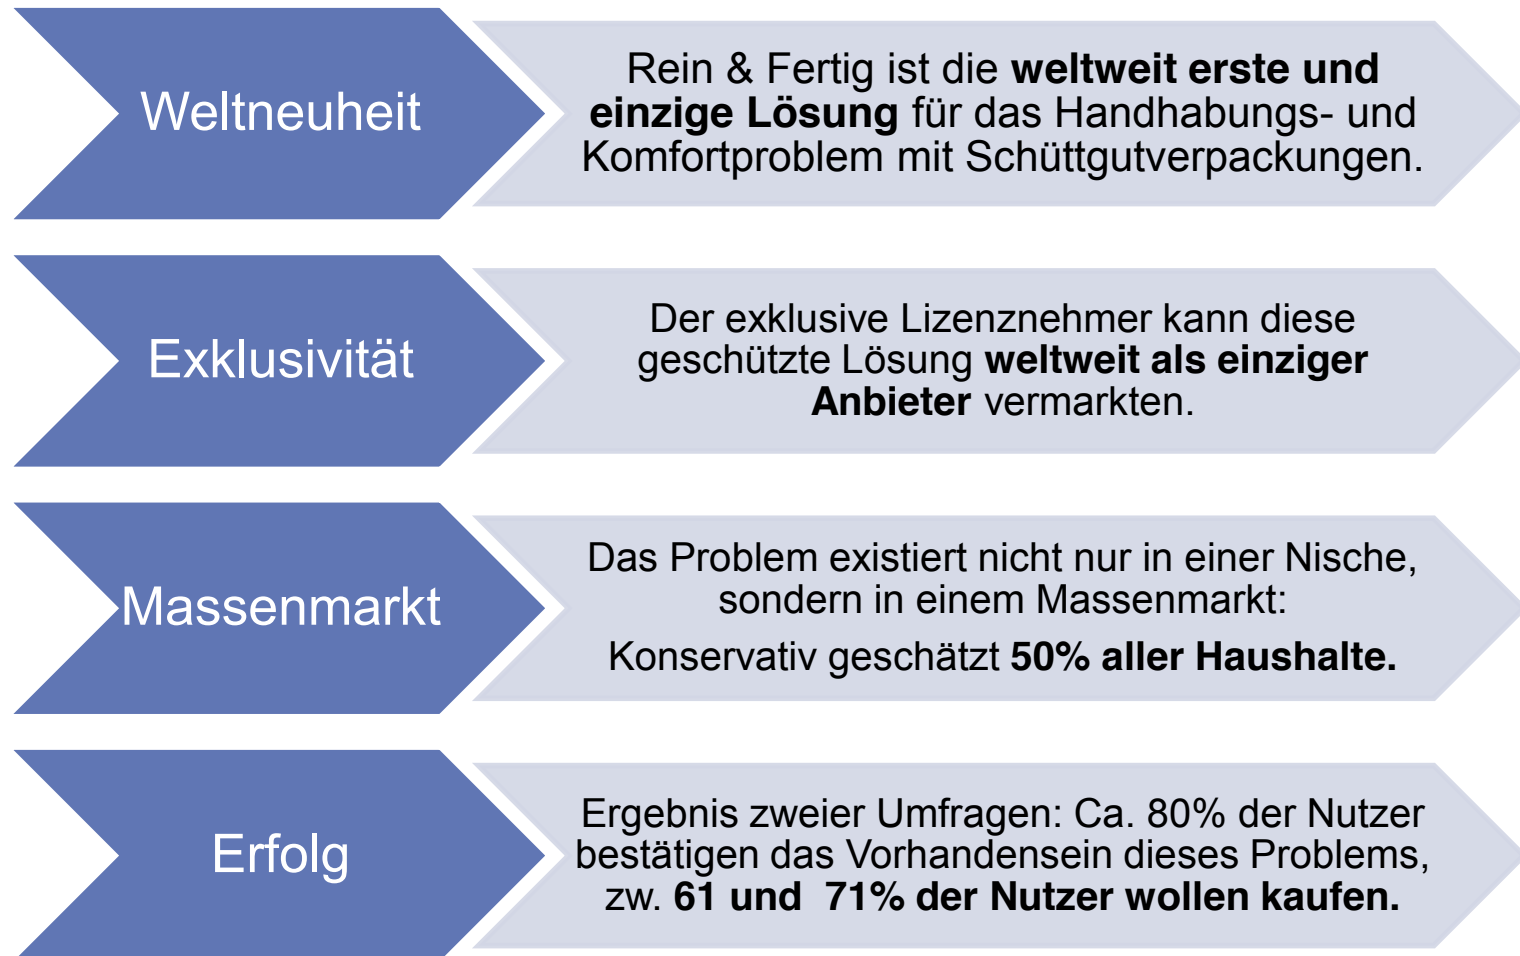 Weltneuheit
Rein & Fertig ist die weltweit erste und
einzige Lösung für das Handhabungs- und
Komfortproblem mit Schüttgutverpackungen.
Exklusivität
Der exklusive Lizenznehmer kann diese
geschützte Lösung weltweit als einziger
Anbieter vermarkten.
Massenmarkt
Das Problem existiert nicht nur in einer Nische,
sondern in einem Massenmarkt:
Konservativ geschätzt 50% aller Haushalte.
Erfolg
Ergebnis zweier Umfragen: Ca. 80% der Nutzer
bestätigen das Vorhandensein dieses Problems,
zw. 61 und  71% der Nutzer wollen kaufen.